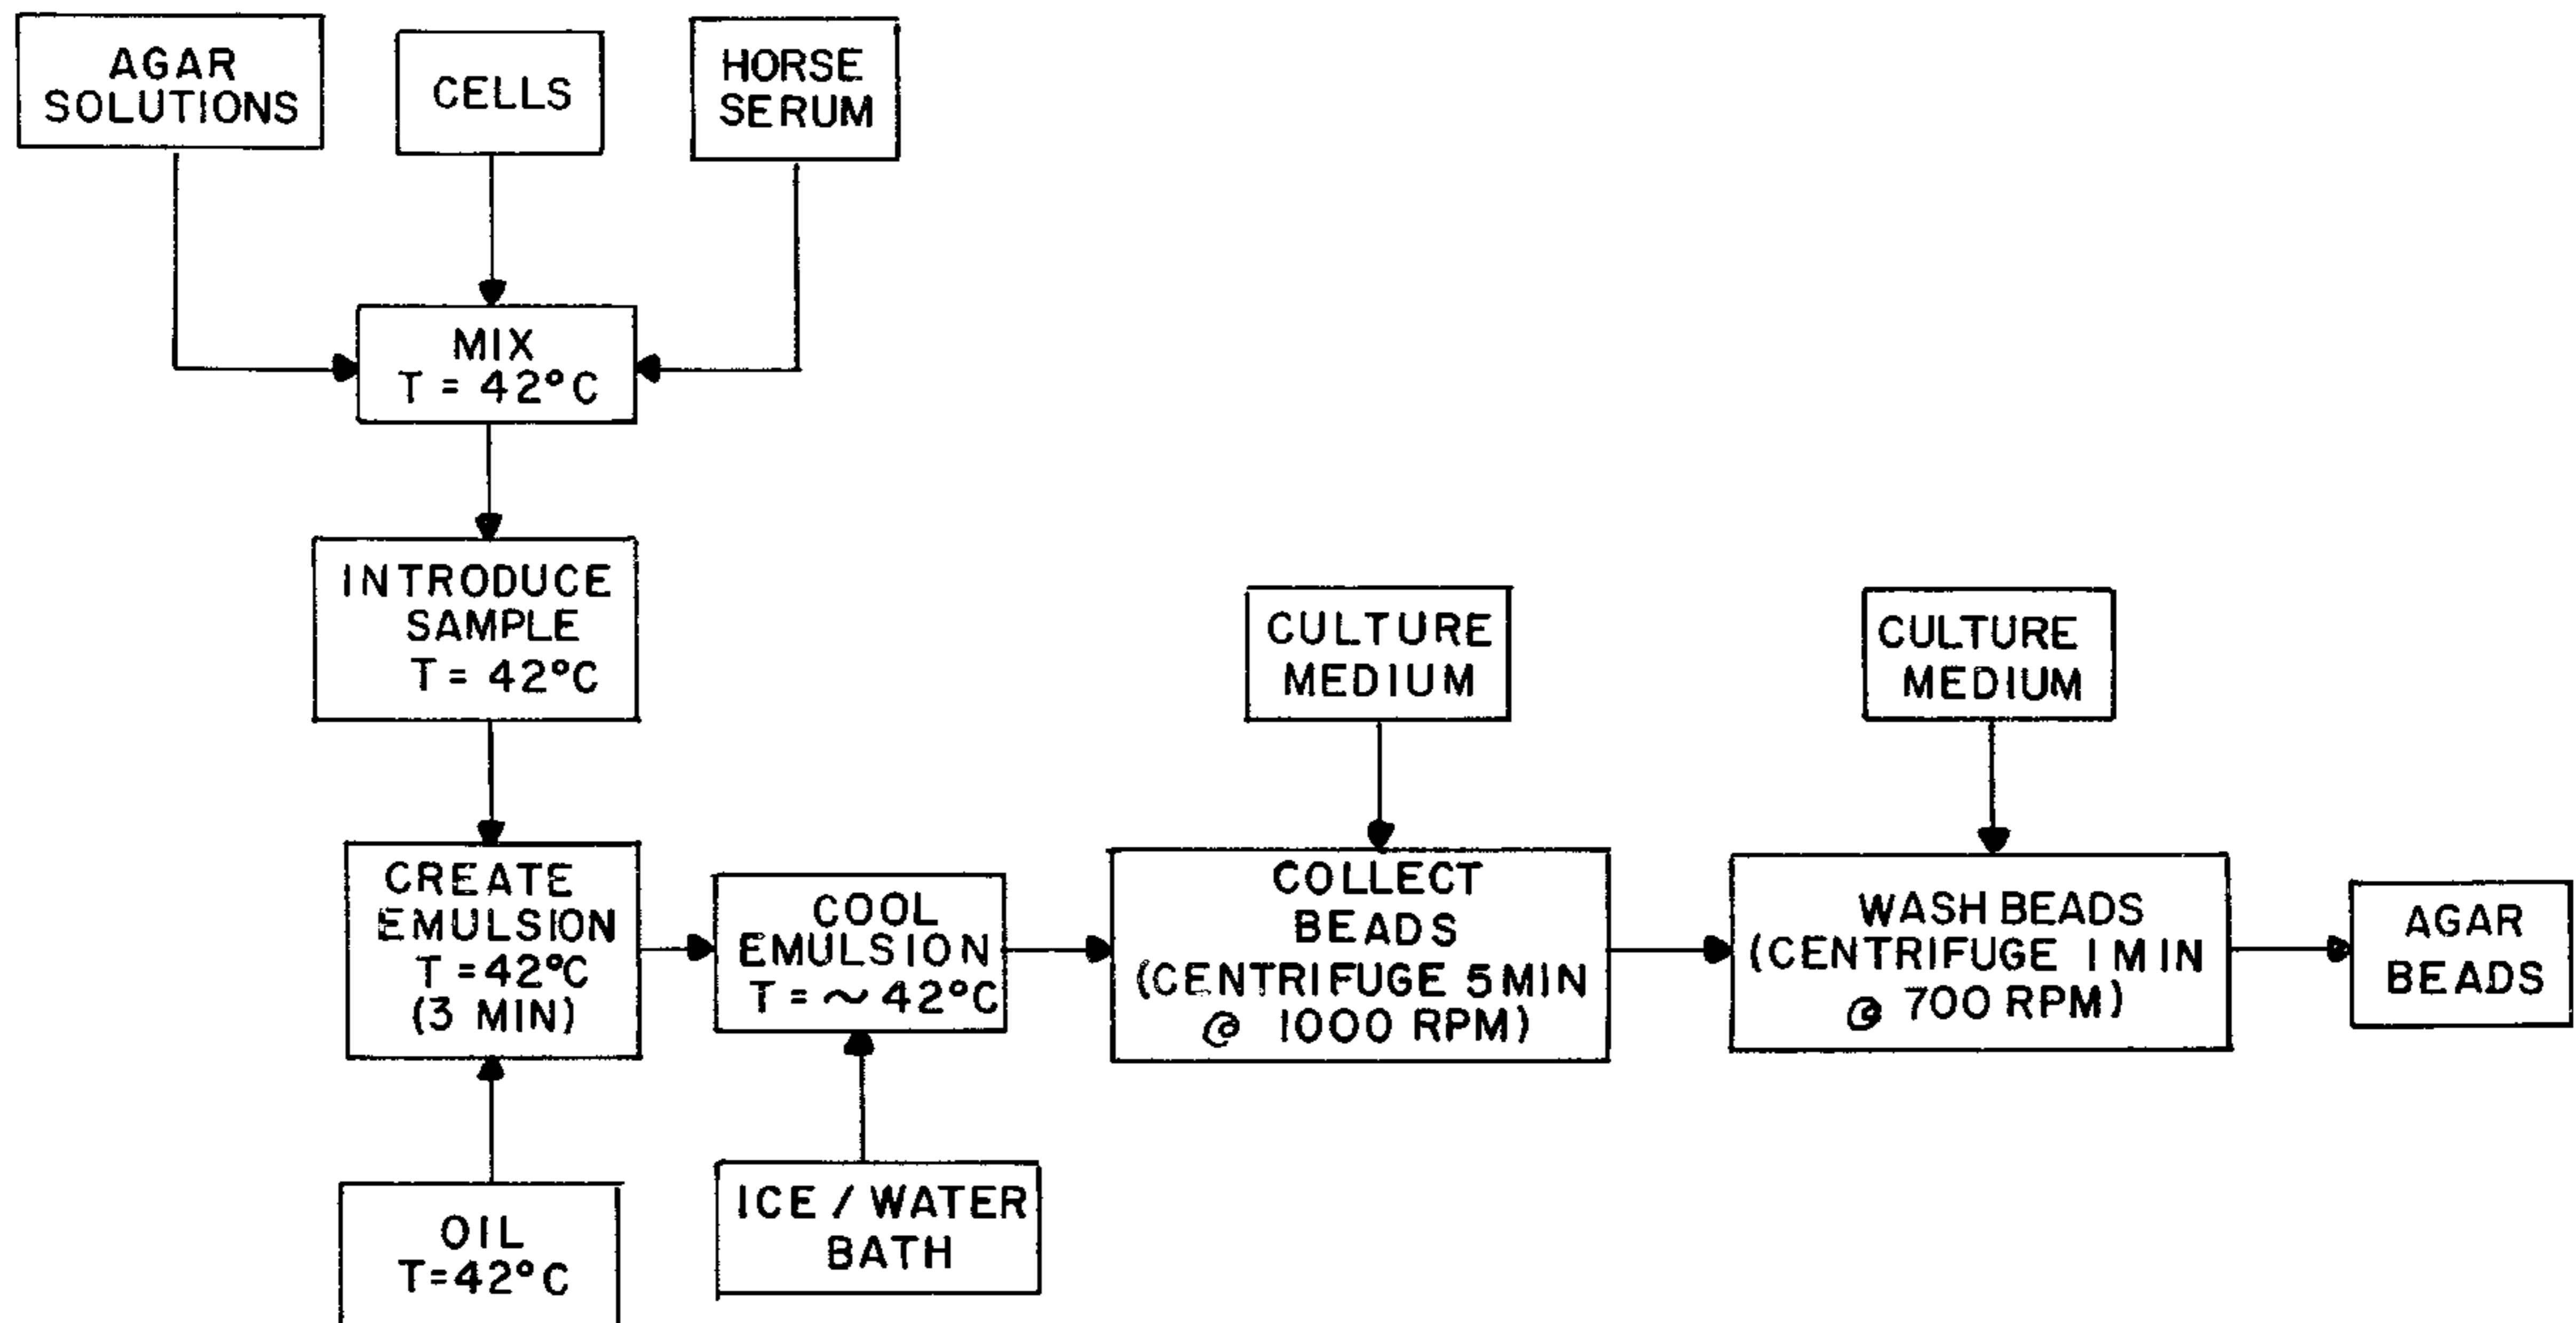 AGAR
SOLUTIONS
CELLS
HORSE
SERUM
MIX
T = 42°C
INTRODUCE
SAMPLE
T = 42°C
CULTURE
MEDIUM
CULTURE
MEDIUM
CREATE
EMULSION
T = 42°C
(3 MIN)
COOL
EMULSION
T = ~ 42°C
COLLECT
BEADS
(CENTRIFUGE 5 MIN
@ 1000 RPM)
WASH BEADS
(CENTRIFUGE 1 MIN
@ 700 RPM)
AGAR
BEADS
OIL
T=42°C
ICE / WATER
BATH